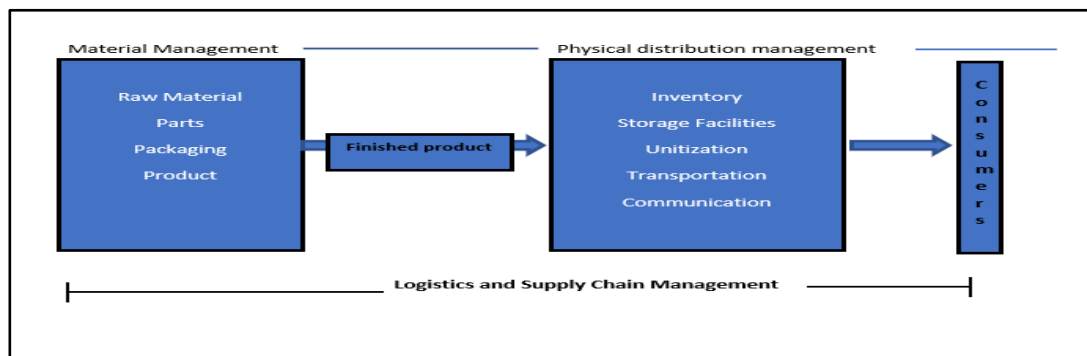 Material Management
Physical distribution management
Raw Material
Parts
Packaging
Product
Finished product
Inventory
Storage Facilities
Unitization
Transportation
Communication
Consumers
Logistics and Supply Chain Management